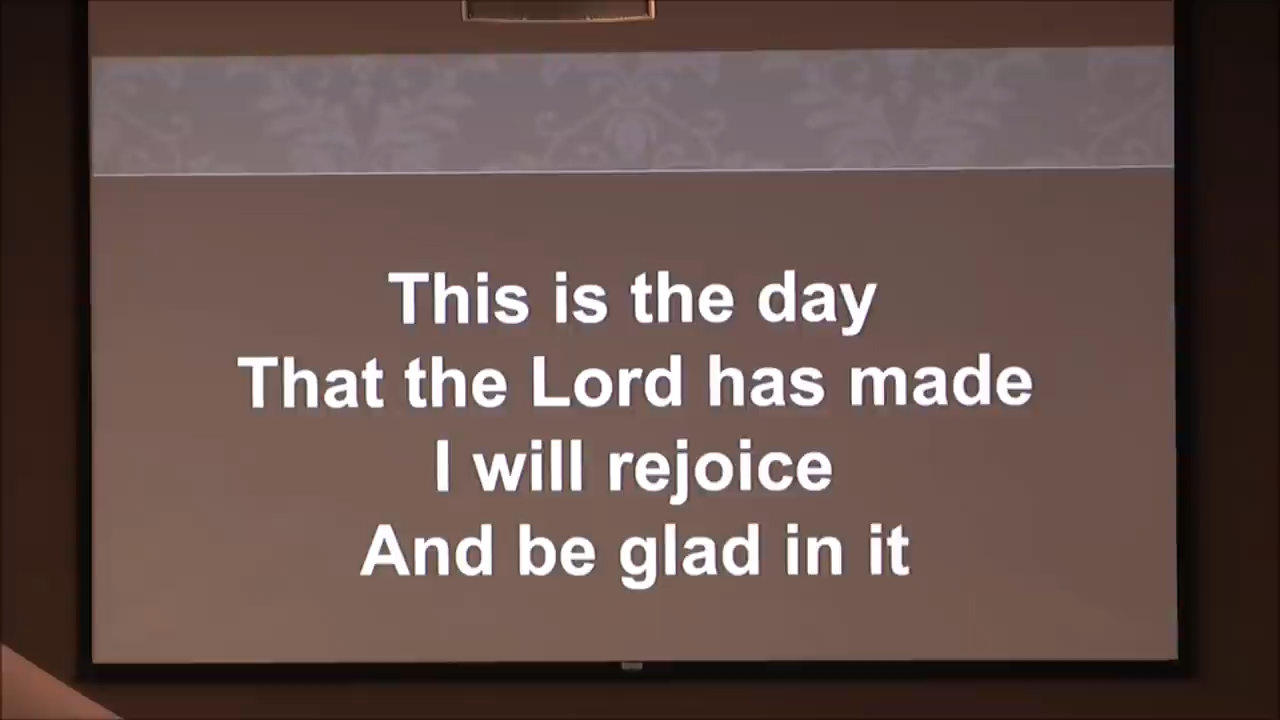 This is the day
That the Lord has made
I will rejoice
And be glad in it